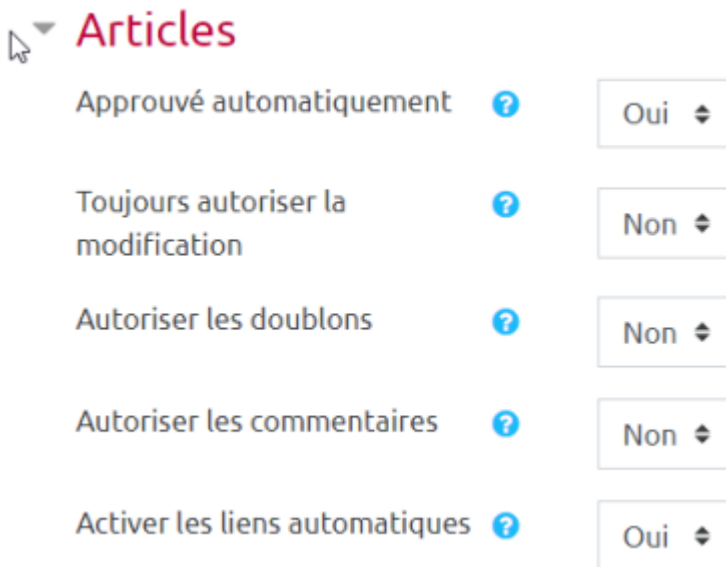 Articles
Approuvé automatiquement ? Oui
Toujours autoriser la
modification ? Non
Autoriser les doublons ? Non
Autoriser les commentaires ? Non
Activer les liens automatiques ? Oui